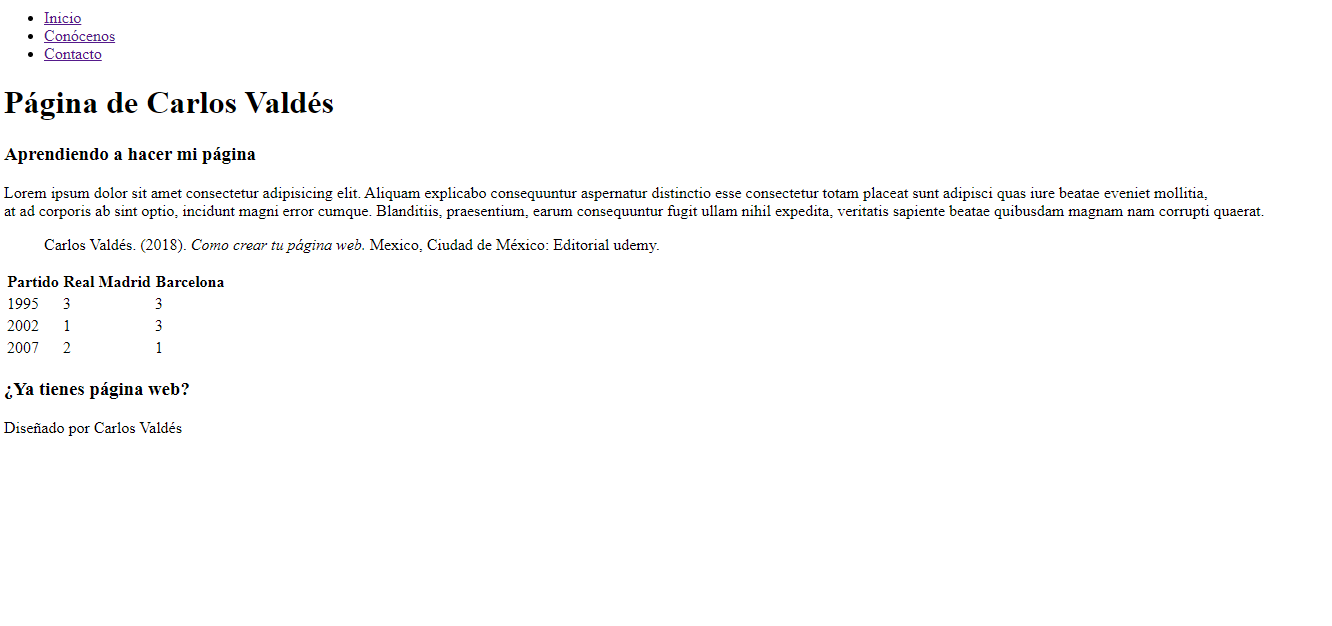 Inicio
Conócenos
Contacto
Página de Carlos Valdés
Aprendiendo a hacer mi página
Lorem ipsum dolor sit amet consectetur adipisicing elit. Aliquam explicabo consequuntur aspernatur distinctio esse consectetur totam placeat sunt adipisci quas iure beatae eveniet mollitia,
at ad corporis ab sint optio, incidunt magni error cumque. Blanditiis, praesentium, earum consequuntur fugit ullam nihil expedita, veritatis sapiente beatae quibusdam magnam nam corrupti quaerat.
Carlos Valdés. (2018). Como crear tu página web. Mexico, Ciudad de México: Editorial udemy.
Partido Real Madrid Barcelona
1995 3 3
2002 1 3
2007 2 1
¿Ya tienes página web?
Diseñado por Carlos Valdés